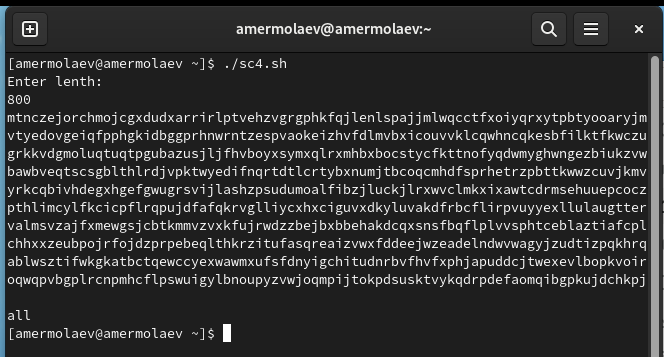 amermolaev@amermolaev:~
[amermolaev@amermolaev ~]$ ./sc4.sh
Enter lenth:
800
mtnczejorchmojcgxdudxarrirlptvehzvgrgphkfqjlenlspajjmlwqcctfxoiyqrxytpbtyooaryjm
vtyedovgeiqfpphgkidbggprhnwrntzespvaokeizhvfdlmvbxicouvvklcqwhncqkesbfilktfkwczu
grkkvdgmoluqtuqtpgubazusjljfhvboyxsymxqlrxmhbxbocstycfkttnofyqdwmyghwngezbiukzvw
bawbveqtscsgblthlrdjvpktwyedifnqrtdtlcrtybxnumjtbcoqcmhdfsprhetrzpbttkwwzcuvjkmv
yrkcqbivhdegxhgefgwugrsvijlashzpsudumoalfibzjluckjlrxwvclmkxixawtcdrmsehuuepcocz
pthlimcylfkcicpflrqpujdfafqkrvglliycxhxciguvxdkyluvakdfrbcflirpvuyyexllulaugtter
valmsvzajfxmewgsjcbtkmmvzvxkfujrwdzzbejbxbbehakdcqxsnsfbqflplvvsphtceblaztiafcpl
chhxxzeubpojrfojdzprpebeqlthkrzitufasqreaizvwxfddeejwzeadelndwvwagyjzudtizpqkhrq
ablwsztifwkgkatbctqewccyexwawmxufsfdnyigchitudnrbvfhvfxphjapuddcjtwexevlbopkvoir
oqwqpvbgplrcnpmhcflpswuigylbnoupyzvwjoqmpijtokpdsusktvykqdrpdefaomqibgpkujdchkpj
all
[amermolaev@amermolaev ~]$